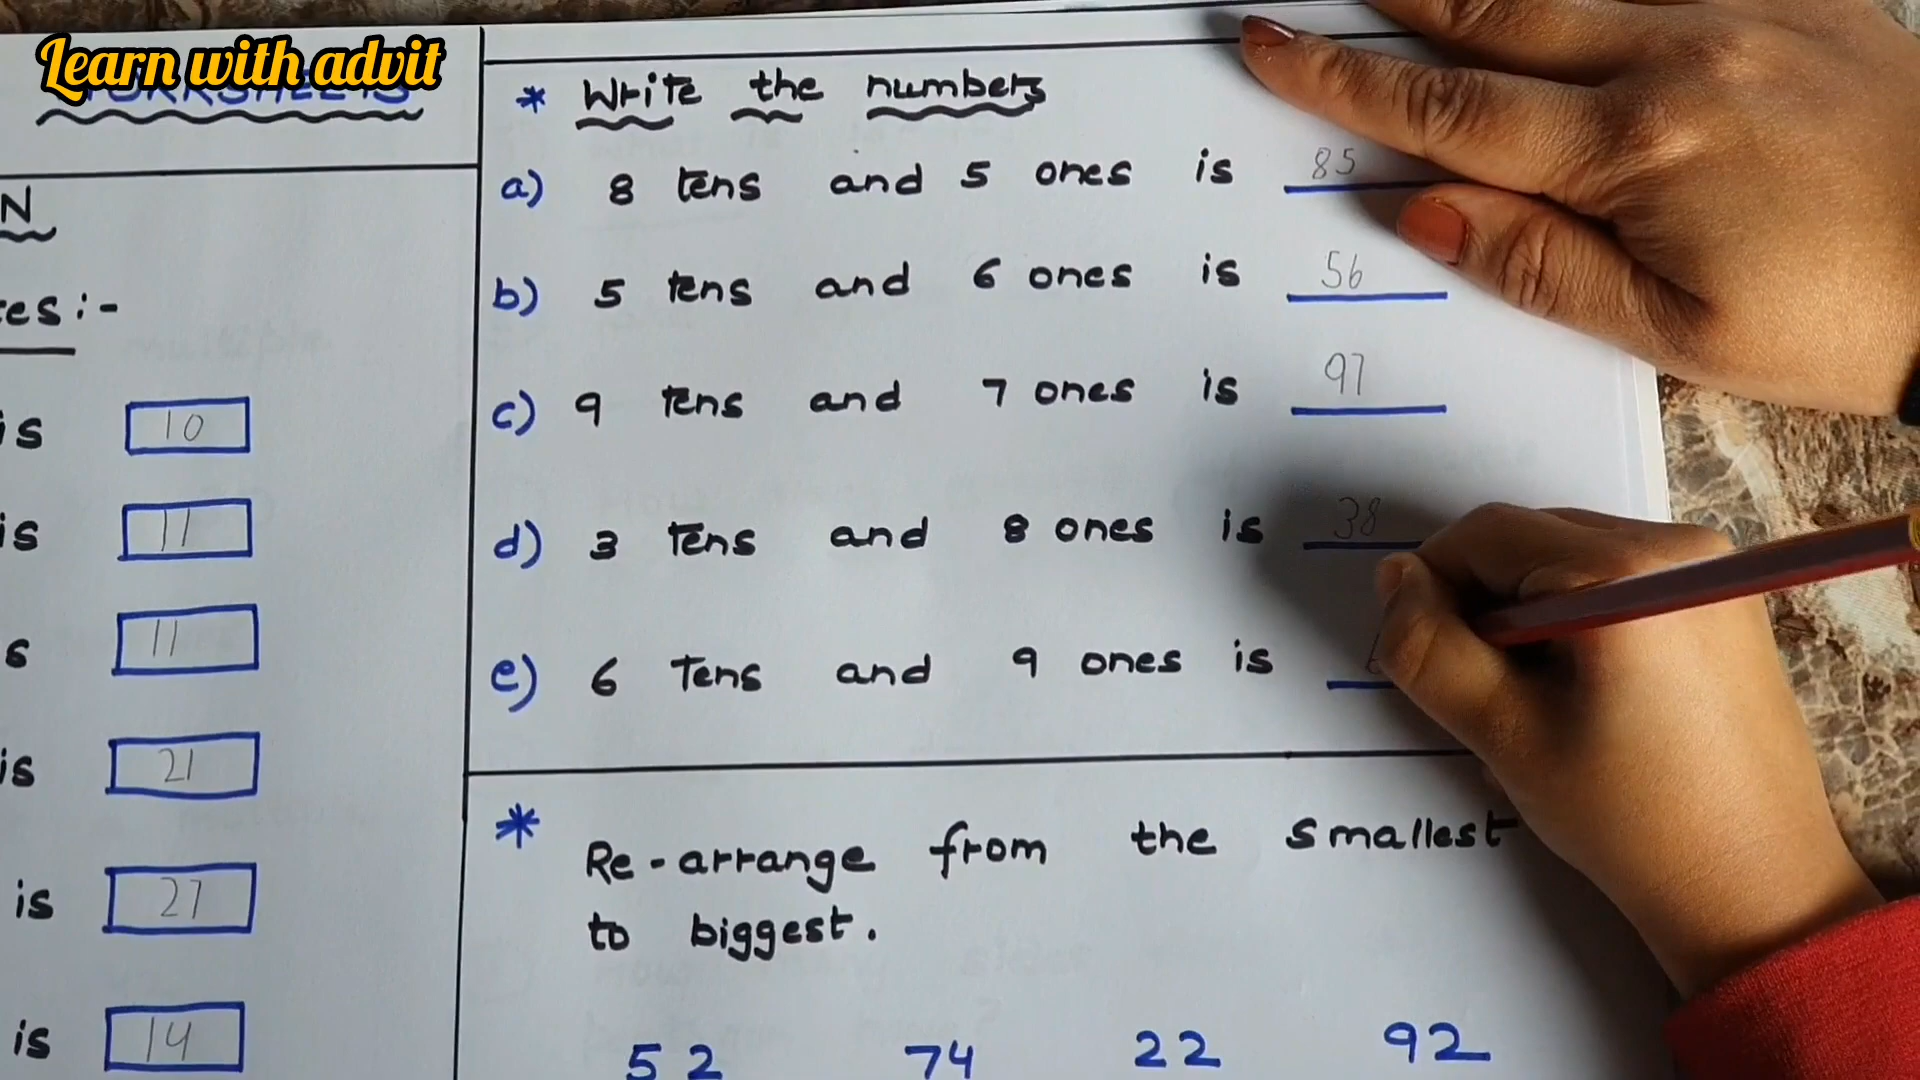 Learn with advit
WORKSHEETS
N
tes:-
is 10
is 11
s 11
is 21
is 27
is 14
* Write the numbers
a) 8 tens and 5 ones is 85
b) 5 tens and 6 ones is 56
c) 9 tens and 7 ones is 97
d) 3 tens and 8 ones is 38
e) 6 Tens and 9 ones is 6
* Re-arrange from the smallest
to biggest.
52 74 22 92